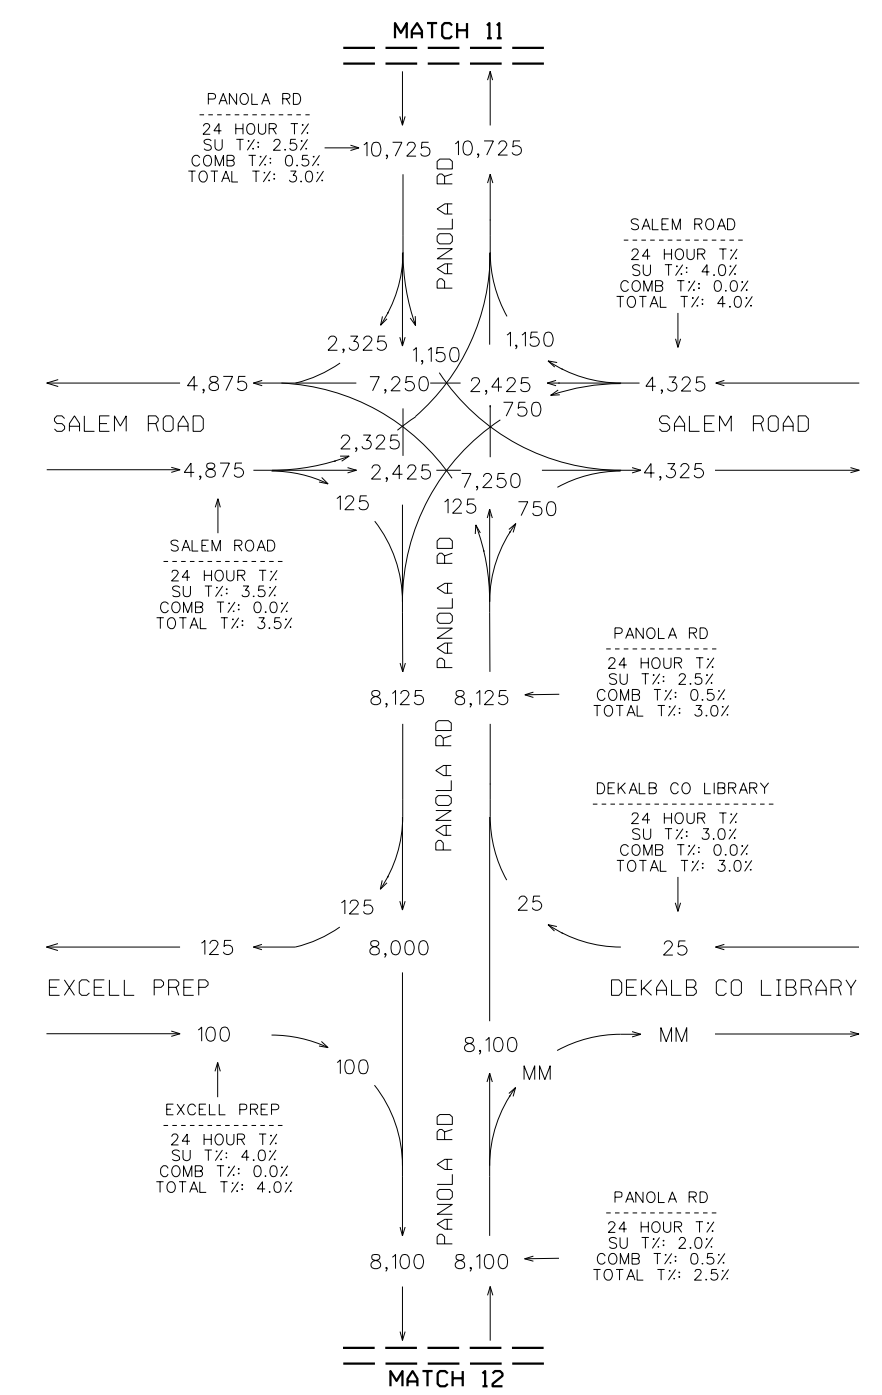 MATCH 11
PANOLA RD
24 HOUR T%
SU T%: 2.5%
COMB T%: 0.5%
TOTAL T%: 3.0%
10,725
10,725
PANOLA RD
SALEM ROAD
24 HOUR T%
SU T%: 4.0%
COMB T%: 0.0%
TOTAL T%: 4.0%
2,325
1,150
1,150
4,875
7,250
2,425
4,325
750
SALEM ROAD
SALEM ROAD
2,325
4,875
2,425
7,250
4,325
125
125
750
SALEM ROAD
24 HOUR T%
SU T%: 3.5%
COMB T%: 0.0%
TOTAL T%: 3.5%
PANOLA RD
PANOLA RD
24 HOUR T%
SU T%: 2.5%
COMB T%: 0.5%
TOTAL T%: 3.0%
8,125
8,125
PANOLA RD
DEKALB CO LIBRARY
24 HOUR T%
SU T%: 3.0%
COMB T%: 0.0%
TOTAL T%: 3.0%
125
25
125
8,000
25
EXCELL PREP
DEKALB CO LIBRARY
100
8,100
MM
100
MM
EXCELL PREP
24 HOUR T%
SU T%: 4.0%
COMB T%: 0.0%
TOTAL T%: 4.0%
PANOLA RD
PANOLA RD
24 HOUR T%
SU T%: 2.0%
COMB T%: 0.5%
TOTAL T%: 2.5%
8,100
8,100
MATCH 12